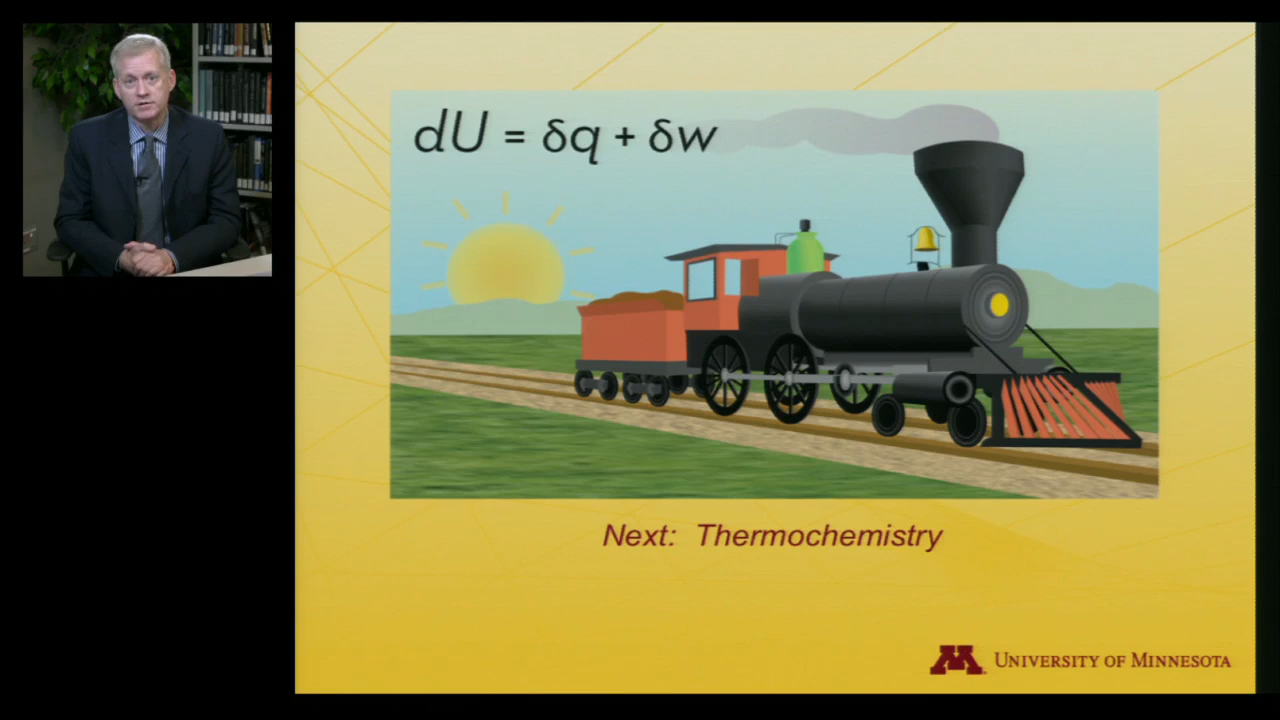 dU = δq + δw
Next: Thermochemistry
M UNIVERSITY OF MINNESOTA